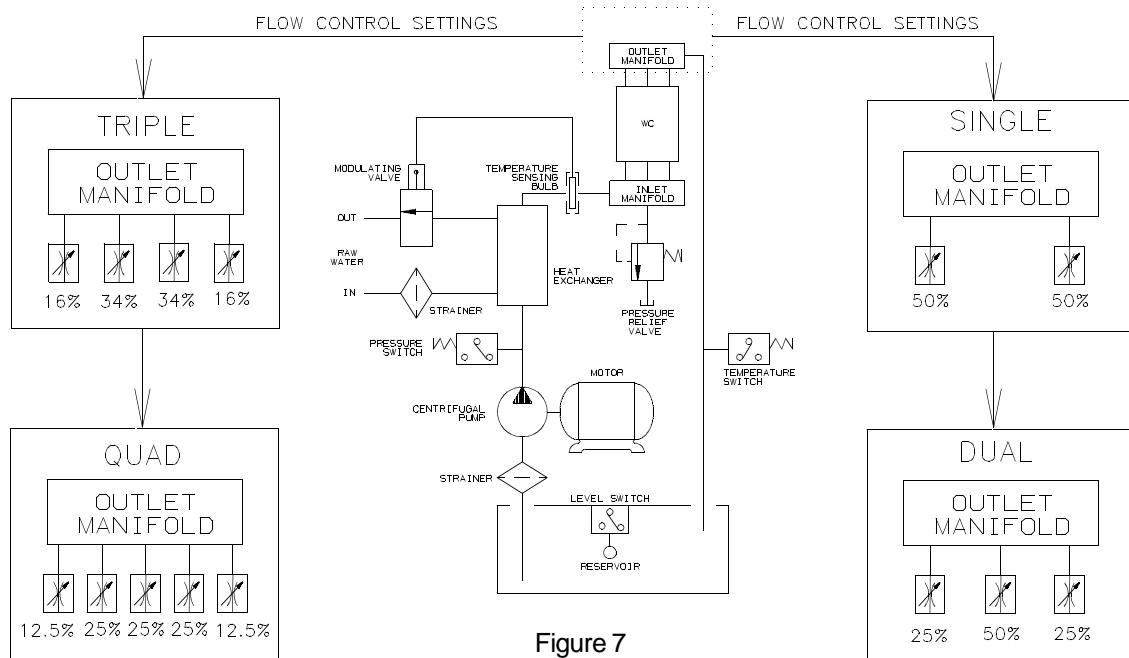 FLOW CONTROL SETTINGS
FLOW CONTROL SETTINGS
TRIPLE
OUTLET
MANIFOLD
16% 34% 34% 16%
QUAD
OUTLET
MANIFOLD
12.5% 25% 25% 25% 12.5%
OUTLET
MANIFOLD
WC
MODULATING
VALVE
TEMPERATURE
SENSING
BULB
INLET
MANIFOLD
OUT
RAW
WATER
IN
STRAINER
HEAT
EXCHANGER
PRESSURE
RELIEF
VALVE
PRESSURE
SWITCH
TEMPERATURE
SWITCH
MOTOR
CENTRIFUGAL
PUMP
STRAINER
LEVEL SWITCH
RESERVOIR
SINGLE
OUTLET
MANIFOLD
50% 50%
DUAL
OUTLET
MANIFOLD
25% 50% 25%
Figure 7